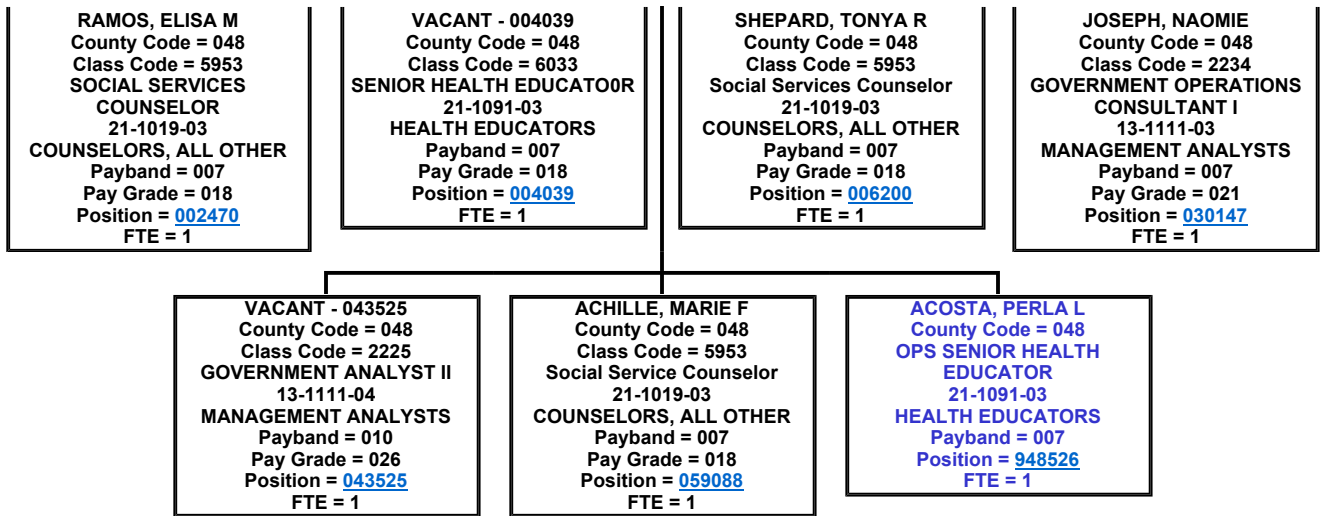 RAMOS, ELISA M
County Code = 048
Class Code = 5953
SOCIAL SERVICES
COUNSELOR
21-1019-03
COUNSELORS, ALL OTHER
Payband = 007
Pay Grade = 018
Position = 002470
FTE = 1
VACANT - 004039
County Code = 048
Class Code = 6033
SENIOR HEALTH EDUCATO0R
21-1091-03
HEALTH EDUCATORS
Payband = 007
Pay Grade = 018
Position = 004039
FTE = 1
SHEPARD, TONYA R
County Code = 048
Class Code = 5953
Social Services Counselor
21-1019-03
COUNSELORS, ALL OTHER
Payband = 007
Pay Grade = 018
Position = 006200
FTE = 1
JOSEPH, NAOMIE
County Code = 048
Class Code = 2234
GOVERNMENT OPERATIONS
CONSULTANT I
13-1111-03
MANAGEMENT ANALYSTS
Payband = 007
Pay Grade = 021
Position = 030147
FTE = 1
VACANT - 043525
County Code = 048
Class Code = 2225
GOVERNMENT ANALYST II
13-1111-04
MANAGEMENT ANALYSTS
Payband = 010
Pay Grade = 026
Position = 043525
FTE = 1
ACHILLE, MARIE F
County Code = 048
Class Code = 5953
Social Service Counselor
21-1019-03
COUNSELORS, ALL OTHER
Payband = 007
Pay Grade = 018
Position = 059088
FTE = 1
ACOSTA, PERLA L
County Code = 048
OPS SENIOR HEALTH
EDUCATOR
21-1091-03
HEALTH EDUCATORS
Payband = 007
Position = 948526
FTE = 1